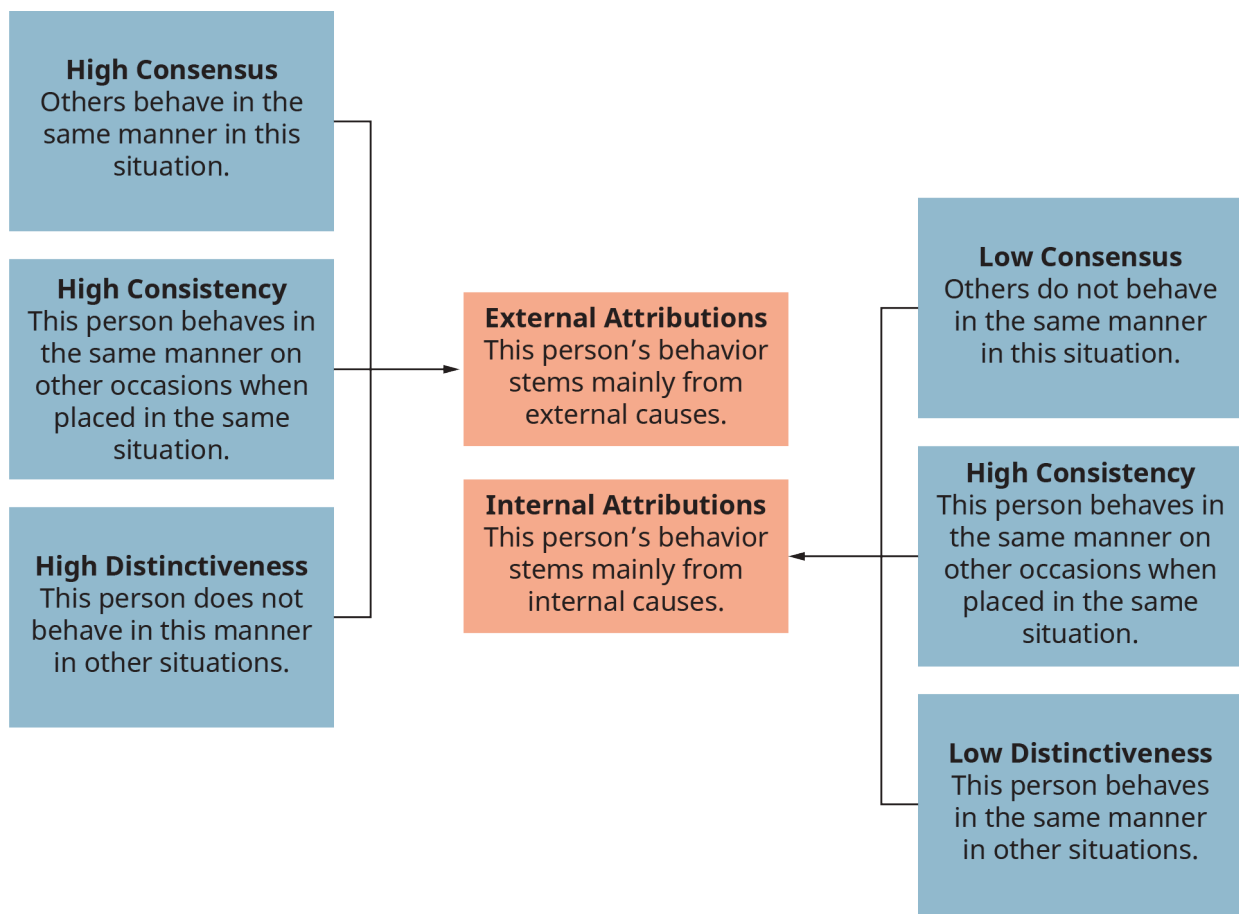 High Consensus
Others behave in the
same manner in this
situation.
High Consistency
This person behaves in
the same manner on
other occasions when
placed in the same
situation.
High Distinctiveness
This person does not
behave in this manner
in other situations.
External Attributions
This person’s behavior
stems mainly from
external causes.
Internal Attributions
This person’s behavior
stems mainly from
internal causes.
Low Consensus
Others do not behave
in the same manner
in this situation.
High Consistency
This person behaves in
the same manner on
other occasions when
placed in the same
situation.
Low Distinctiveness
This person behaves
in the same manner
in other situations.